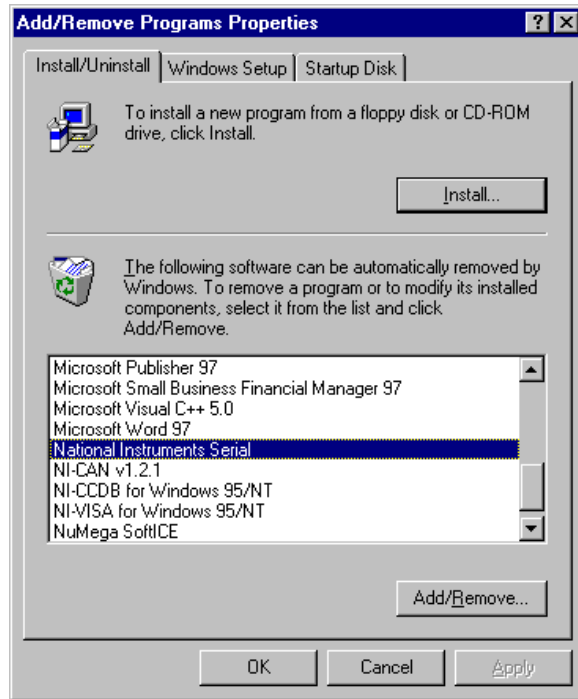 Add/Remove Programs Properties
Install/Uninstall
Windows Setup
Startup Disk
To install a new program from a floppy disk or CD-ROM
drive, click Install.
Install...
The following software can be automatically removed by
Windows. To remove a program or to modify its installed
components, select it from the list and click
Add/Remove.
Microsoft Publisher 97
Microsoft Small Business Financial Manager 97
Microsoft Visual C++ 5.0
Microsoft Word 97
National Instruments Serial
NI-CAN v1.2.1
NI-CCDB for Windows 95/NT
NI-VISA for Windows 95/NT
NuMega SoftICE
Add/Remove...
OK
Cancel
Apply